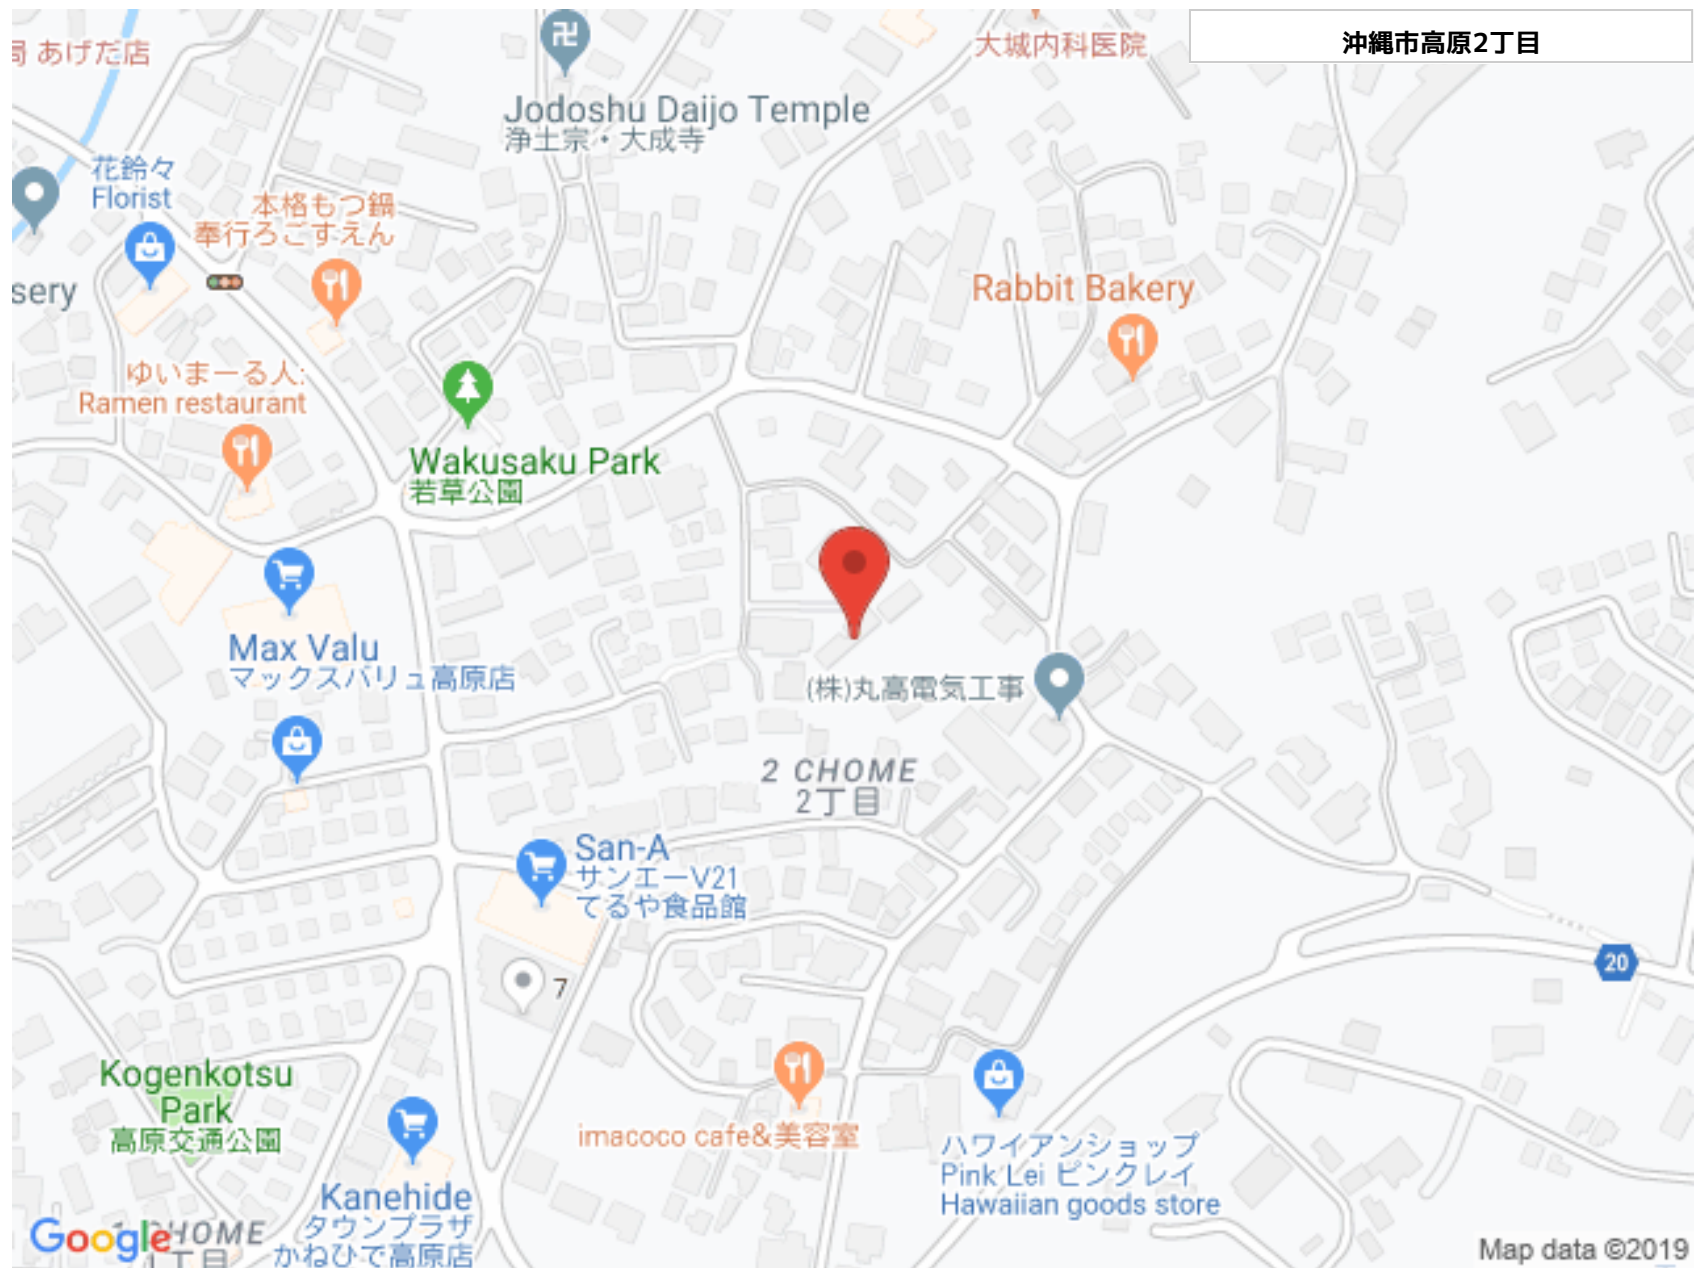 沖縄市高原2丁目
あげだ店
大城内科医院
卍
Jodoshu Daijo Temple
浄土宗・大成寺
花鈴々
Florist
本格もつ鍋
奉行ろごすえん
sery
Rabbit Bakery
ゆいまーる人:
Ramen restaurant
Wakusaku Park
若草公園
Max Valu
マックスバリュ高原店
(株)丸高電気工事
2 CHOME
2丁目
San-A
サンエーV21
てるや食品館
20
7
Kogenkotsu
Park
高原交通公園
imacoco cafe&美容室
ハワイアンショップ
Pink Lei ピンクレイ
Hawaiian goods store
Kanehide
タウンプラザ
かねひで高原店
CHOME
丁目
Google
Map data ©2019